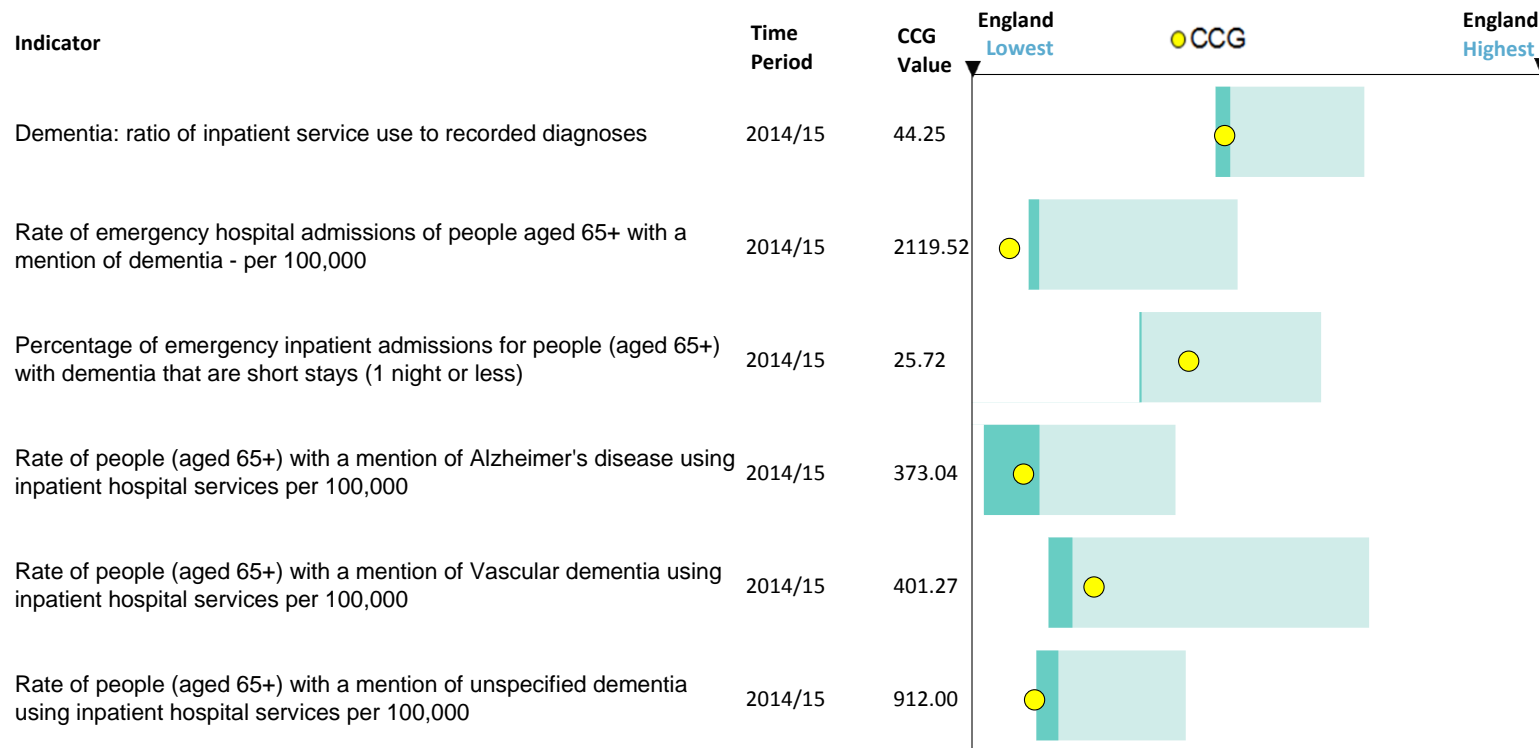 Indicator
Time
Period
CCG
Value
England
Lowest
CCG
England
Highest
Dementia: ratio of inpatient service use to recorded diagnoses
2014/15
44.25
Rate of emergency hospital admissions of people aged 65+ with a
mention of dementia - per 100,000
2014/15
2119.52
Percentage of emergency inpatient admissions for people (aged 65+)
with dementia that are short stays (1 night or less)
2014/15
25.72
Rate of people (aged 65+) with a mention of Alzheimer's disease using
inpatient hospital services per 100,000
2014/15
373.04
Rate of people (aged 65+) with a mention of Vascular dementia using
inpatient hospital services per 100,000
2014/15
401.27
Rate of people (aged 65+) with a mention of unspecified dementia
using inpatient hospital services per 100,000
2014/15
912.00